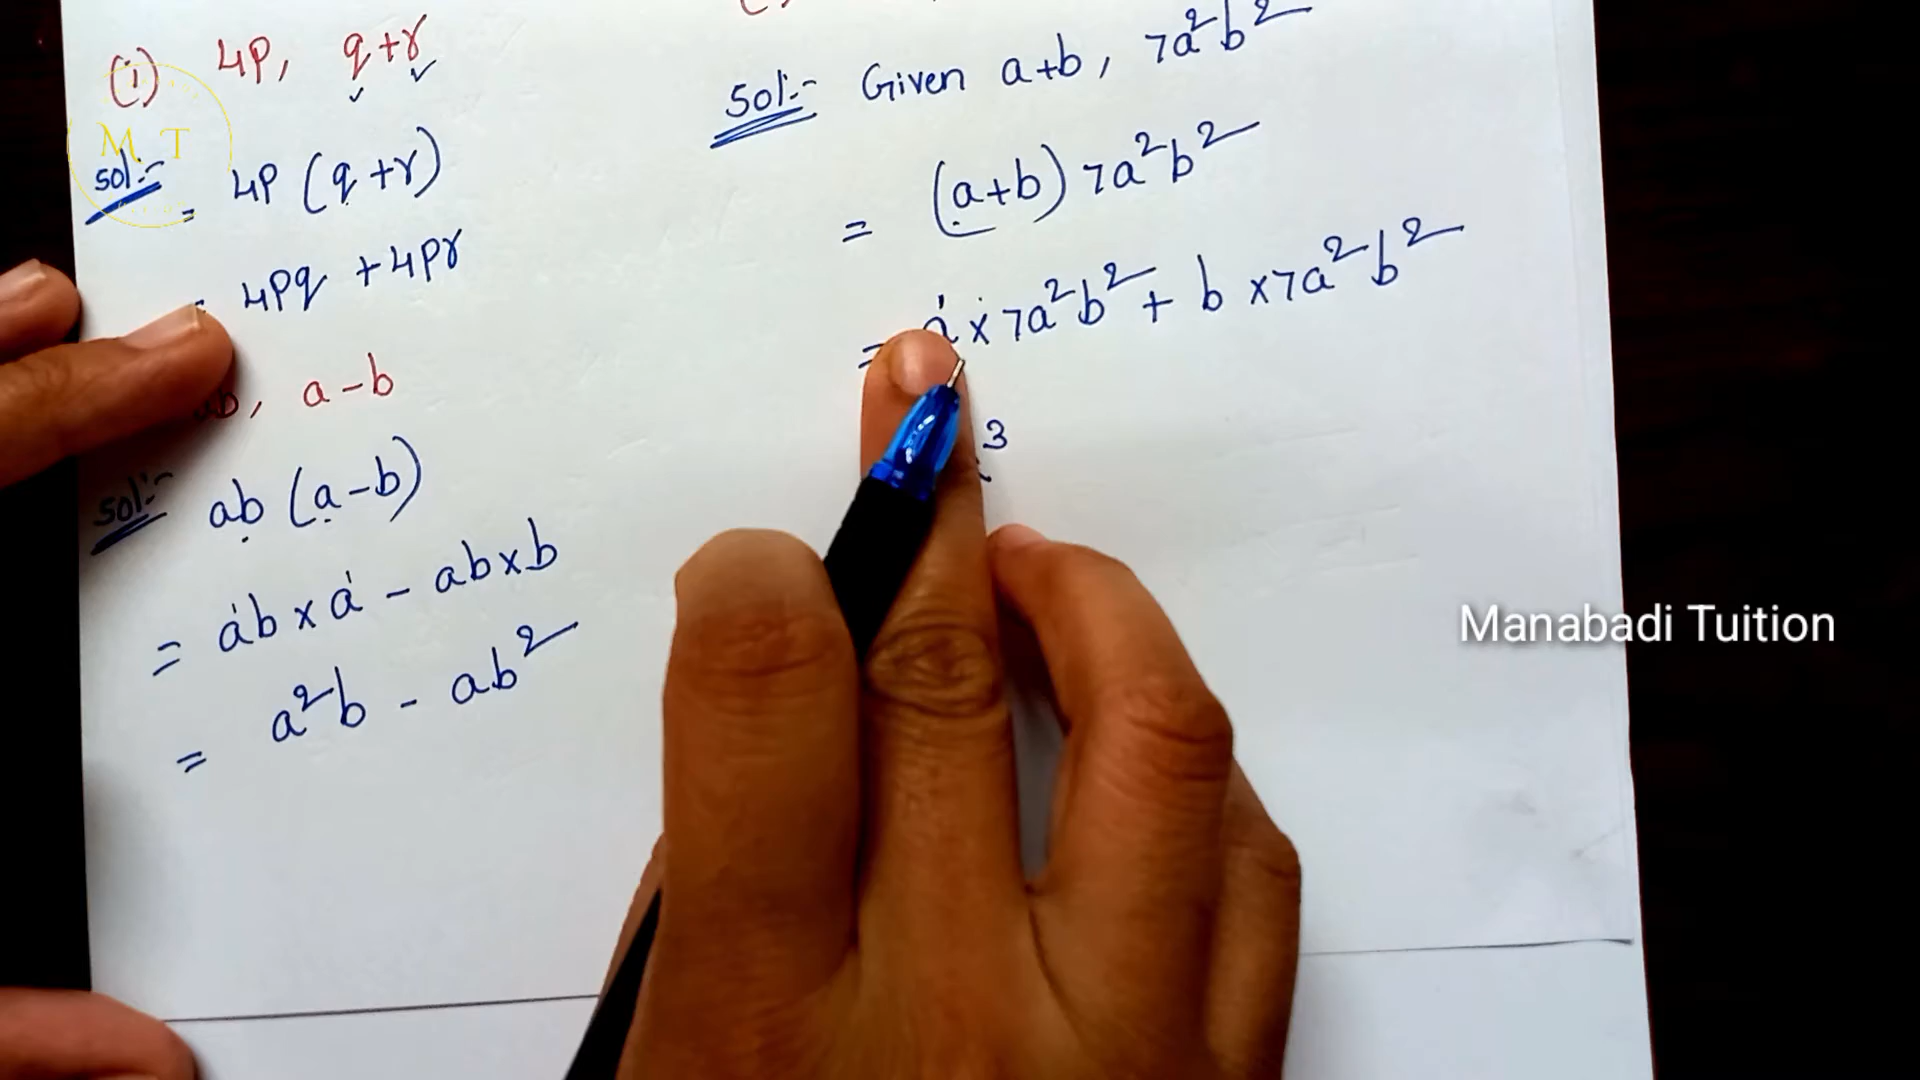 (i) 4p, q+r
Sol:- 4p (q+r)
= 4pq +4pr
ab, a-b
Sol:- ab (a-b)
= ab x a - ab x b
= a²b - ab²
Sol:- Given a+b, 7a²b²
= (a+b) 7a²b²
= a x 7a²b² + b x 7a²b²
3
M T
Manabadi Tuition